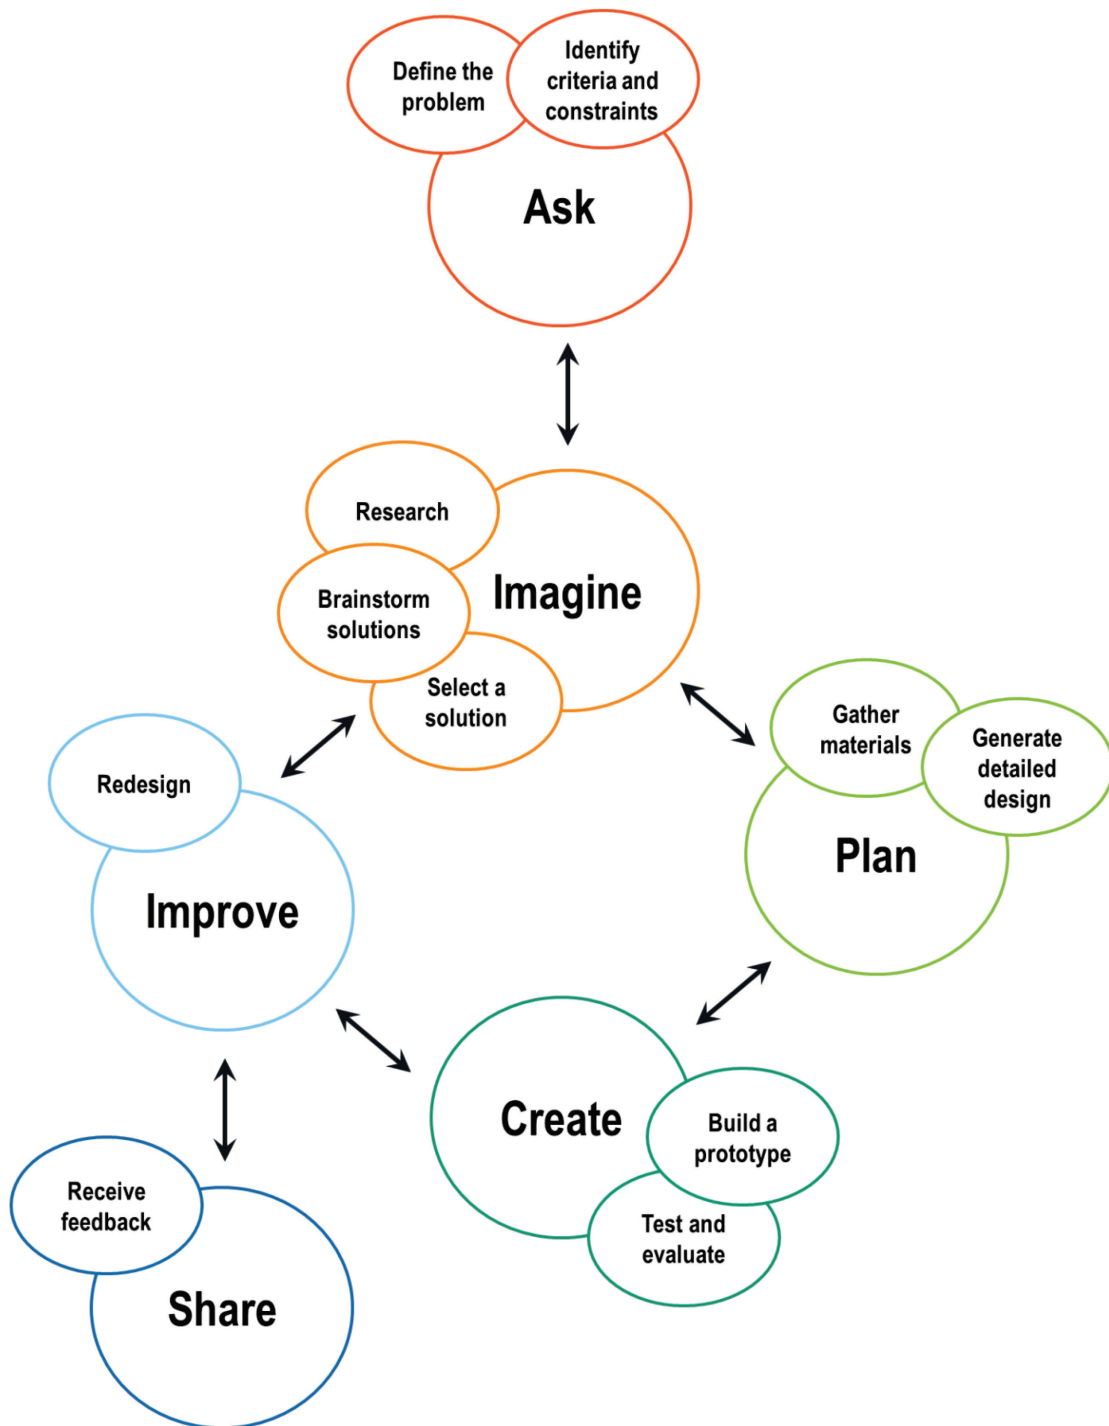 Define the
problem
Identify
criteria and
constraints
Ask
Research
Brainstorm
solutions
Select a
solution
Imagine
Gather
materials
Generate
detailed
design
Plan
Redesign
Improve
Create
Build a
prototype
Test and
evaluate
Receive
feedback
Share